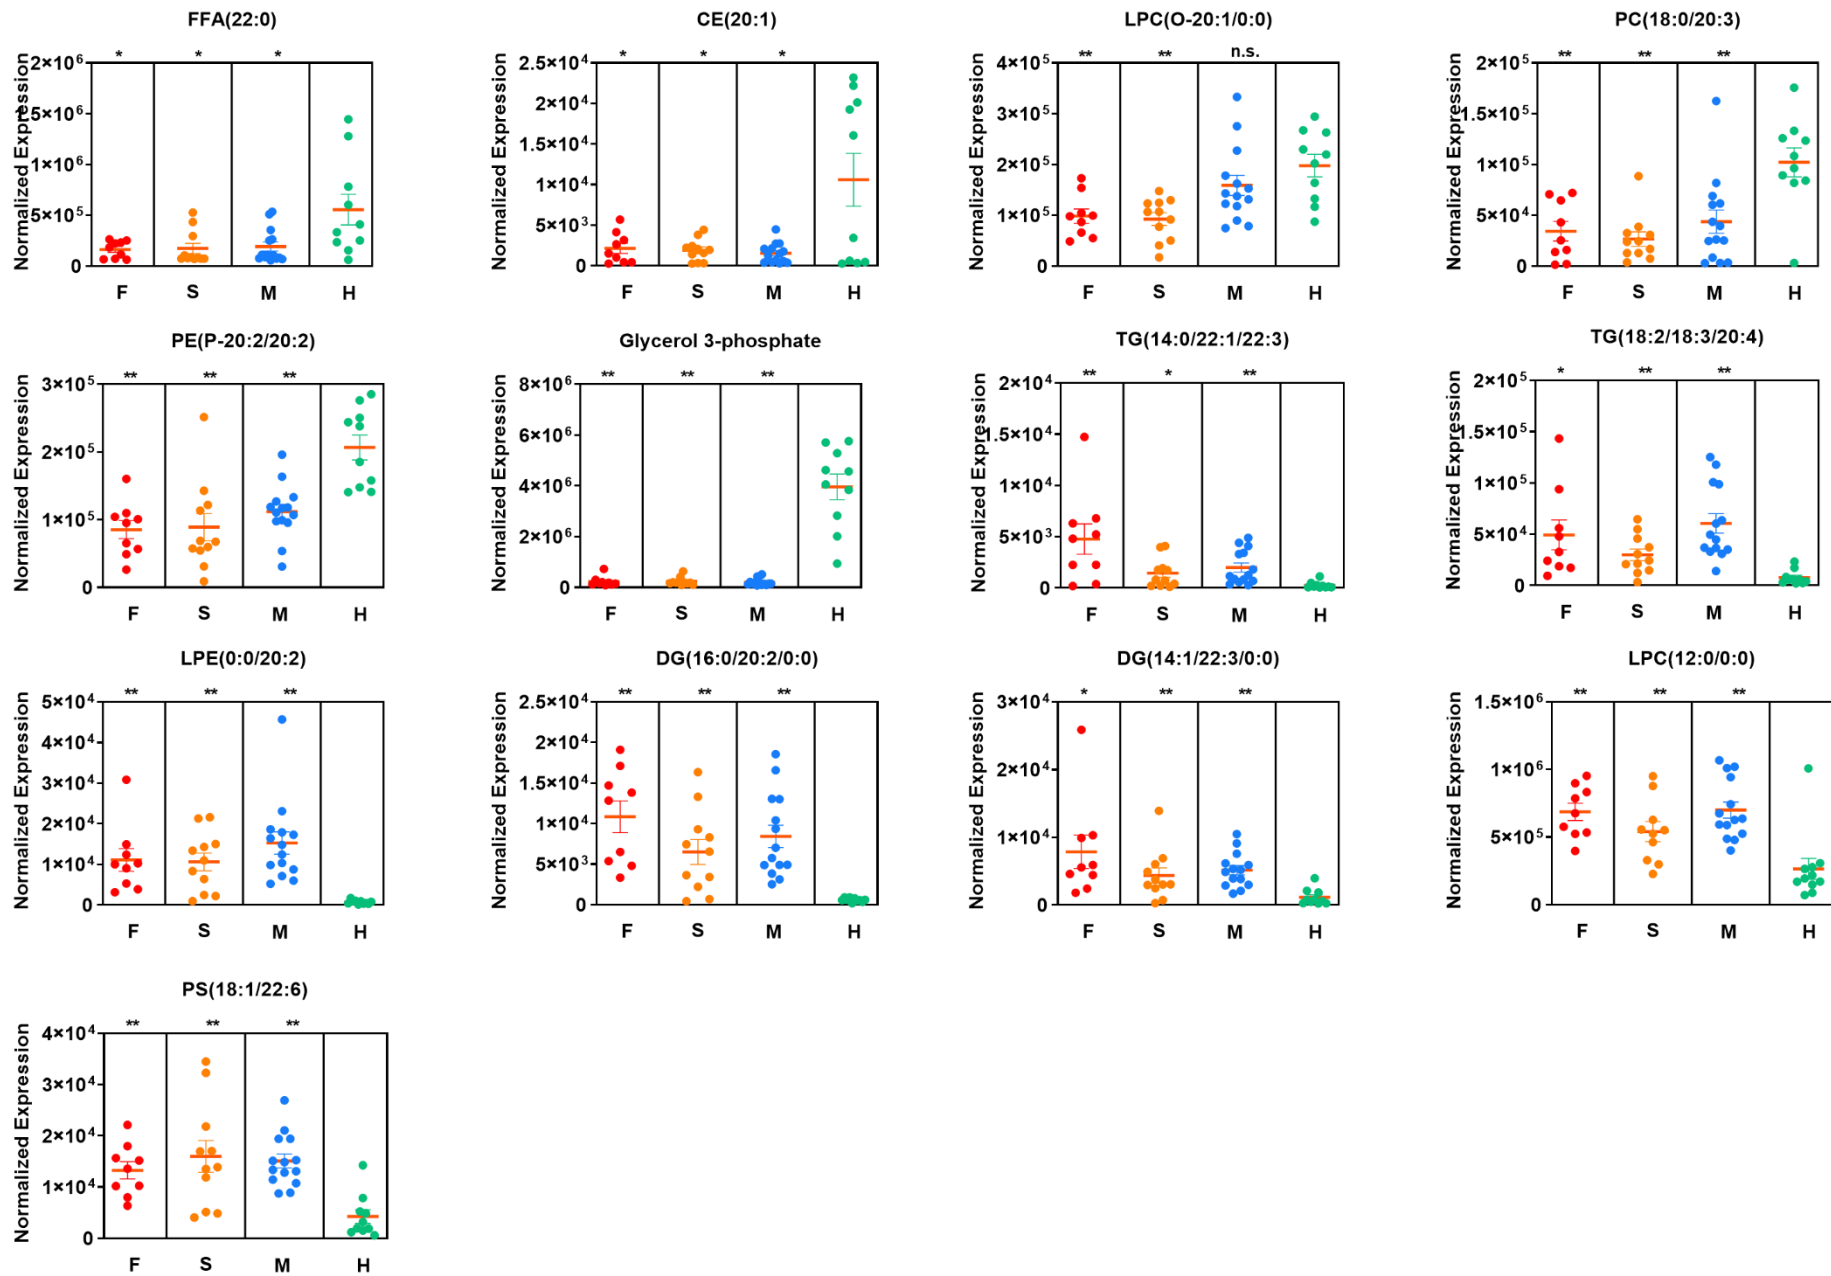 FFA(22:0)
* * *
Normalized Expression
2×10⁶
1.5×10⁶
1×10⁶
5×10⁵
0
F S M H
CE(20:1)
* * *
Normalized Expression
2.5×10⁴
2×10⁴
1.5×10⁴
1×10⁴
5×10³
0
F S M H
LPC(O-20:1/0:0)
** ** n.s.
Normalized Expression
4×10⁵
3×10⁵
2×10⁵
1×10⁵
0
F S M H
PC(18:0/20:3)
** ** **
Normalized Expression
2×10⁵
1.5×10⁵
1×10⁵
5×10⁴
0
F S M H
PE(P-20:2/20:2)
** ** **
Normalized Expression
3×10⁵
2×10⁵
1×10⁵
0
F S M H
Glycerol 3-phosphate
** ** **
Normalized Expression
8×10⁶
6×10⁶
4×10⁶
2×10⁶
0
F S M H
TG(14:0/22:1/22:3)
** * **
Normalized Expression
2×10⁴
1.5×10⁴
1×10⁴
5×10³
0
F S M H
TG(18:2/18:3/20:4)
* ** **
Normalized Expression
2×10⁵
1.5×10⁵
1×10⁵
5×10⁴
0
F S M H
LPE(0:0/20:2)
** ** **
Normalized Expression
5×10⁴
4×10⁴
3×10⁴
2×10⁴
1×10⁴
0
F S M H
DG(16:0/20:2/0:0)
** ** **
Normalized Expression
2.5×10⁴
2×10⁴
1.5×10⁴
1×10⁴
5×10³
0
F S M H
DG(14:1/22:3/0:0)
* ** **
Normalized Expression
3×10⁴
2×10⁴
1×10⁴
0
F S M H
LPC(12:0/0:0)
** ** **
Normalized Expression
1.5×10⁶
1×10⁶
5×10⁵
0
F S M H
PS(18:1/22:6)
** ** **
Normalized Expression
4×10⁴
3×10⁴
2×10⁴
1×10⁴
0
F S M H